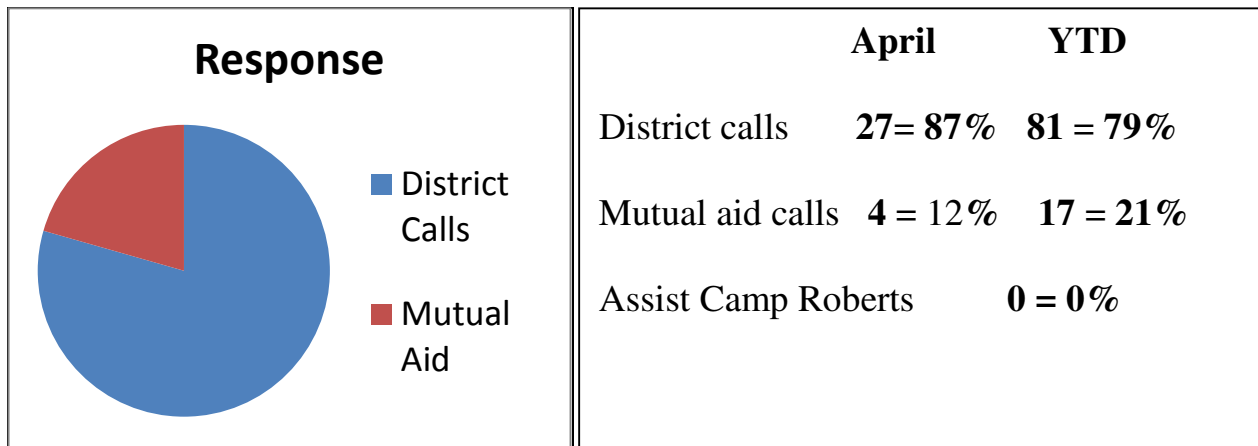 Response
District
Calls
Mutual
Aid
April YTD
District calls 27= 87% 81 = 79%
Mutual aid calls 4 = 12% 17 = 21%
Assist Camp Roberts 0 = 0%